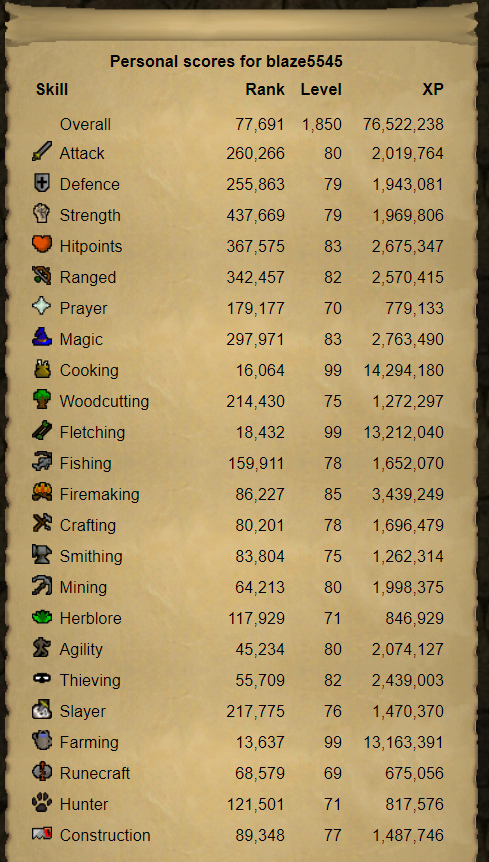 Personal scores for blaze5545
Skill Rank Level XP
Overall 77,691 1,850 76,522,238
Attack 260,266 80 2,019,764
Defence 255,863 79 1,943,081
Strength 437,669 79 1,969,806
Hitpoints 367,575 83 2,675,347
Ranged 342,457 82 2,570,415
Prayer 179,177 70 779,133
Magic 297,971 83 2,763,490
Cooking 16,064 99 14,294,180
Woodcutting 214,430 75 1,272,297
Fletching 18,432 99 13,212,040
Fishing 159,911 78 1,652,070
Firemaking 86,227 85 3,439,249
Crafting 80,201 78 1,696,479
Smithing 83,804 75 1,262,314
Mining 64,213 80 1,998,375
Herblore 117,929 71 846,929
Agility 45,234 80 2,074,127
Thieving 55,709 82 2,439,003
Slayer 217,775 76 1,470,370
Farming 13,637 99 13,163,391
Runecraft 68,579 69 675,056
Hunter 121,501 71 817,576
Construction 89,348 77 1,487,746